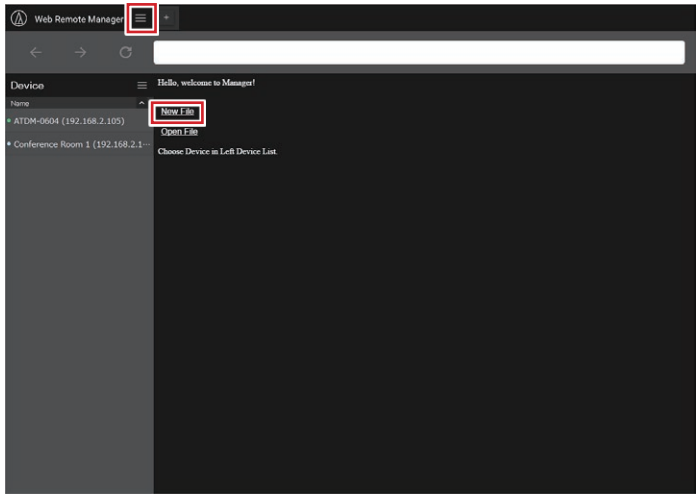 Web Remote Manager
Device
Name
ATDM-0604 (192.168.2.105)
Conference Room 1 (192.168.2.1···
Hello, welcome to Manager!
New File
Open File
Choose Device in Left Device List.